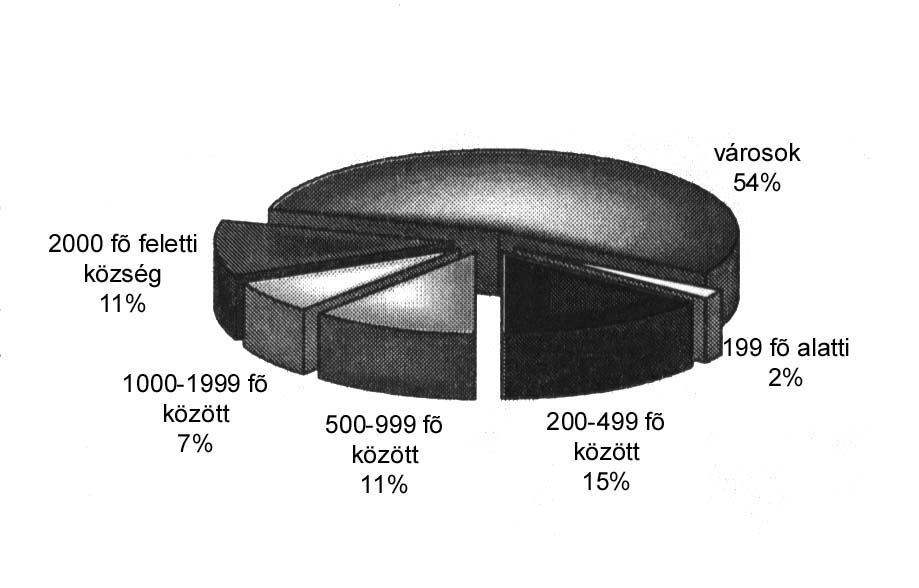 városok
54%
2000 fõ feletti
község
11%
199 fõ alatti
2%
1000-1999 fõ
között
7%
500-999 fõ
között
11%
200-499 fõ
között
15%